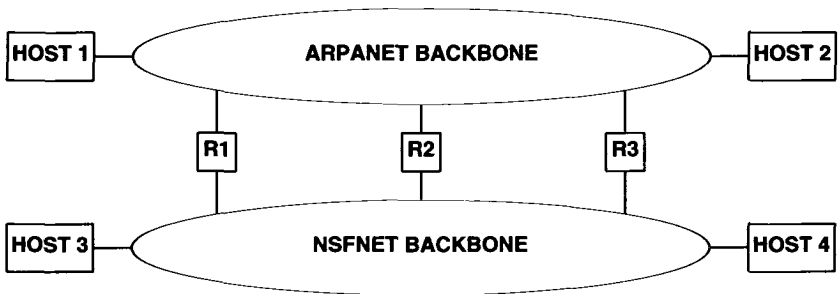 HOST 1
ARPANET BACKBONE
HOST 2
R1
R2
R3
HOST 3
NSFNET BACKBONE
HOST 4